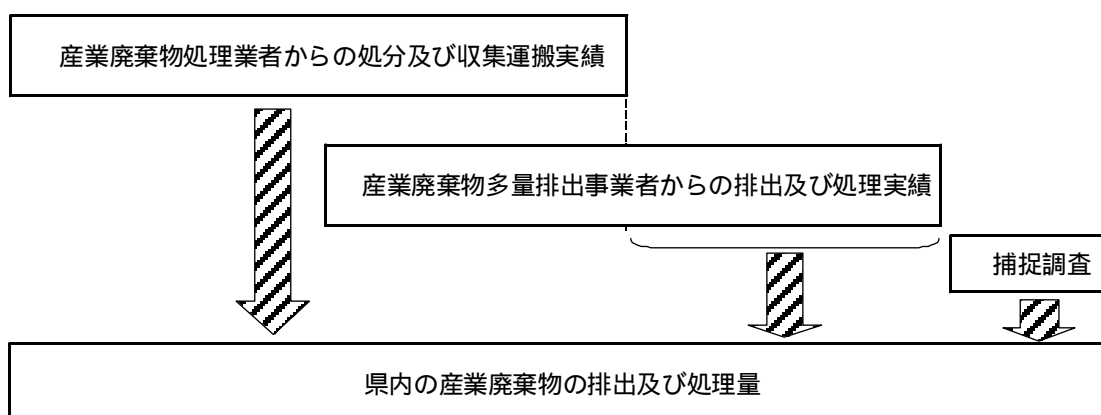 産業廃棄物処理業者からの処分及び収集運搬実績
産業廃棄物多量排出事業者からの排出及び処理実績
捕捉調査
県内の産業廃棄物の排出及び処理量